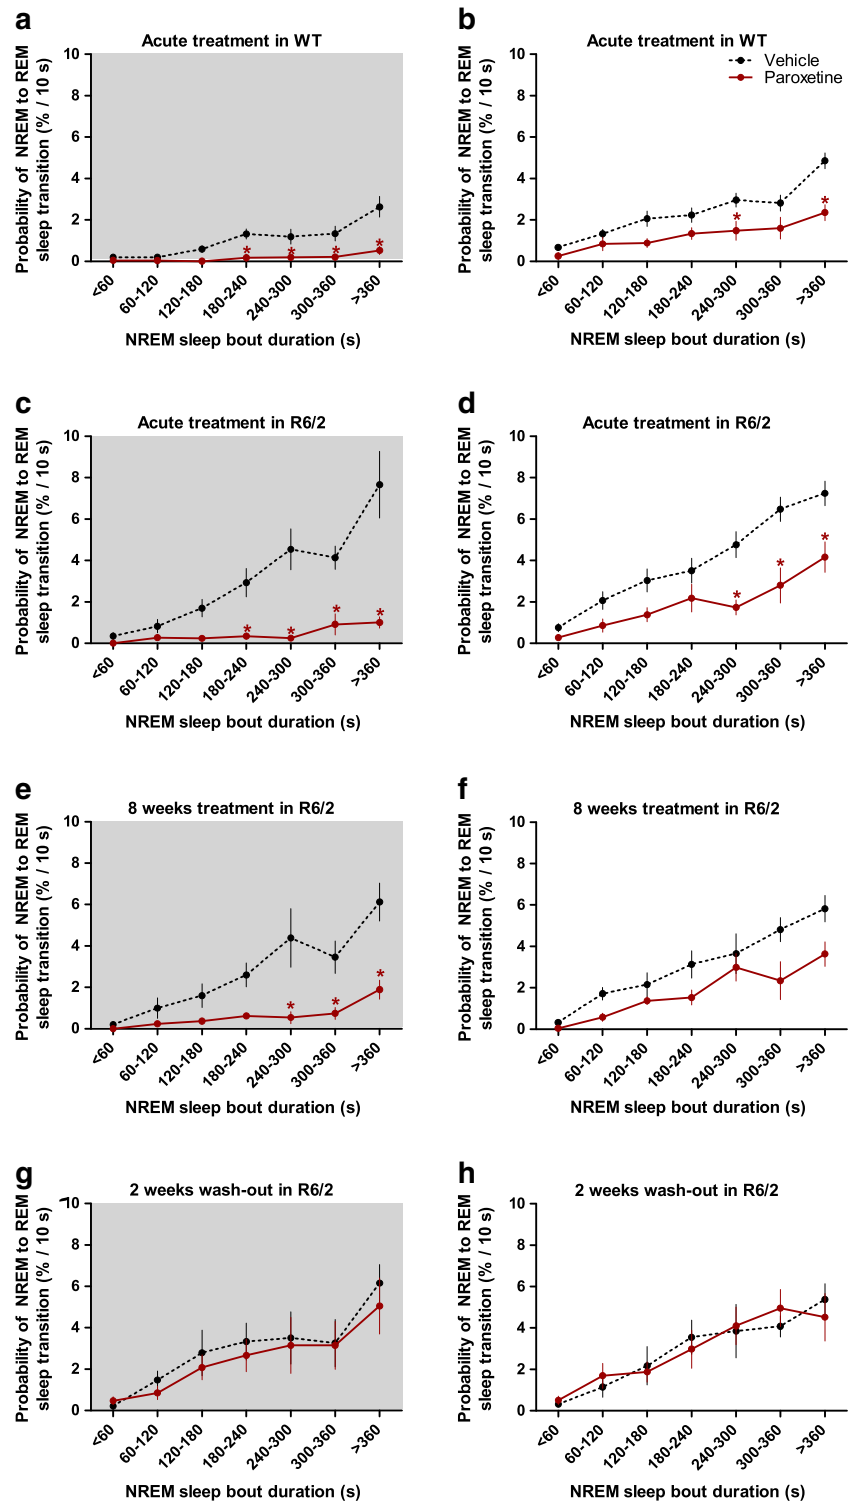 a
Acute treatment in WT
Probability of NREM to REM
sleep transition (% / 10 s)
10
8
6
4
2
0
* * * *
<60 60-120 120-180 180-240 240-300 300-360 >360
NREM sleep bout duration (s)
b
Acute treatment in WT
Vehicle
Paroxetine
Probability of NREM to REM
sleep transition (% / 10 s)
10
8
6
4
2
0
* *
<60 60-120 120-180 180-240 240-300 300-360 >360
NREM sleep bout duration (s)
c
Acute treatment in R6/2
Probability of NREM to REM
sleep transition (% / 10 s)
10
8
6
4
2
0
* * * *
<60 60-120 120-180 180-240 240-300 300-360 >360
NREM sleep bout duration (s)
d
Acute treatment in R6/2
Probability of NREM to REM
sleep transition (% / 10 s)
10
8
6
4
2
0
* * *
<60 60-120 120-180 180-240 240-300 300-360 >360
NREM sleep bout duration (s)
e
8 weeks treatment in R6/2
Probability of NREM to REM
sleep transition (% / 10 s)
10
8
6
4
2
0
* * *
<60 60-120 120-180 180-240 240-300 300-360 >360
NREM sleep bout duration (s)
f
8 weeks treatment in R6/2
Probability of NREM to REM
sleep transition (% / 10 s)
10
8
6
4
2
0
<60 60-120 120-180 180-240 240-300 300-360 >360
NREM sleep bout duration (s)
g
2 weeks wash-out in R6/2
Probability of NREM to REM
sleep transition (% / 10 s)
10
8
6
4
2
0
<60 60-120 120-180 180-240 240-300 300-360 >360
NREM sleep bout duration (s)
h
2 weeks wash-out in R6/2
Probability of NREM to REM
sleep transition (% / 10 s)
10
8
6
4
2
0
<60 60-120 120-180 180-240 240-300 300-360 >360
NREM sleep bout duration (s)